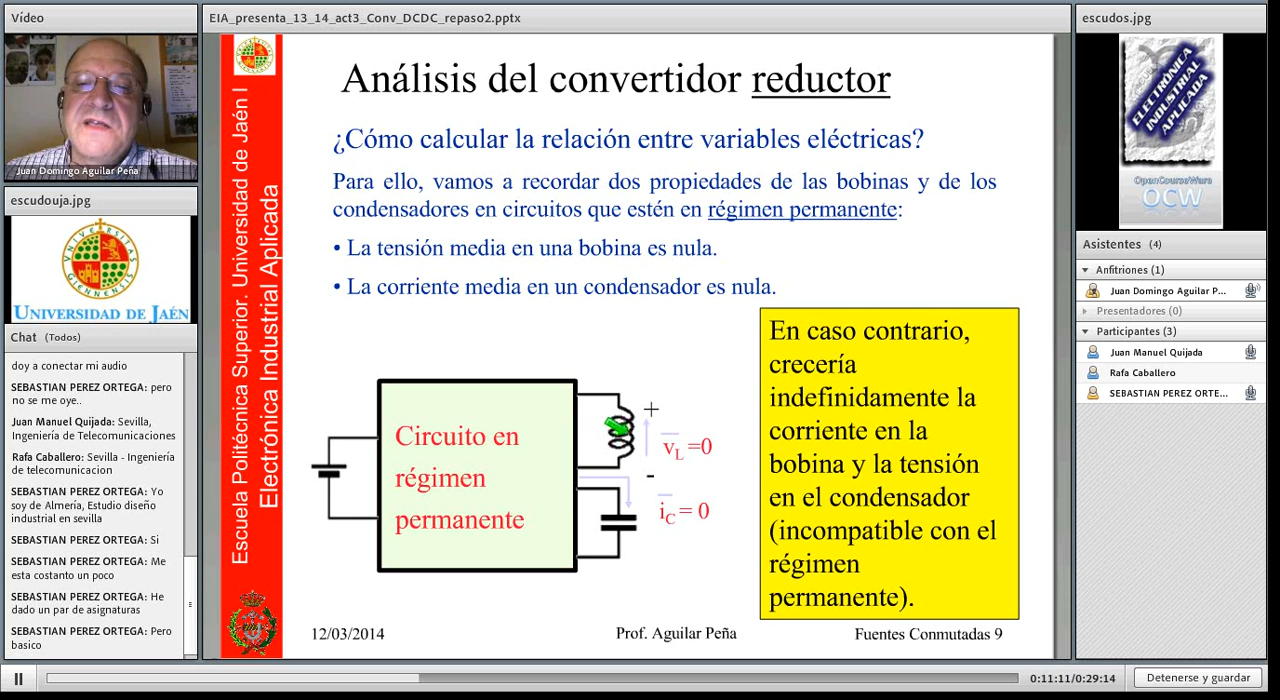 Vídeo
Juan Domingo Aguilar Peña
escudouja.jpg
UNIVERSIDAD DE JAÉN
Chat (Todos)
doy a conectar mi audio
SEBASTIAN PEREZ ORTEGA: pero
no se me oye..
Juan Manuel Quijada: Sevilla,
Ingeniería de Telecomunicaciones
Rafa Caballero: Sevilla - Ingeniería
de telecomunicacion
SEBASTIAN PEREZ ORTEGA: Yo
soy de Almería, Estudio diseño
industrial en sevilla
SEBASTIAN PEREZ ORTEGA: Si
SEBASTIAN PEREZ ORTEGA: Me
esta costanto un poco
SEBASTIAN PEREZ ORTEGA: He
dado un par de asignaturas
SEBASTIAN PEREZ ORTEGA: Pero
basico
EIA_presenta_13_14_act3_Conv_DCDC_repaso2.pptx
Escuela Politécnica Superior. Universidad de Jaén I
Electrónica Industrial Aplicada
Análisis del convertidor reductor
¿Cómo calcular la relación entre variables eléctricas?
Para ello, vamos a recordar dos propiedades de las bobinas y de los
condensadores en circuitos que estén en régimen permanente:
• La tensión media en una bobina es nula.
• La corriente media en un condensador es nula.
Circuito en
régimen
permanente
+
vL =0
-
iC = 0
En caso contrario,
crecería
indefinidamente la
corriente en la
bobina y la tensión
en el condensador
(incompatible con el
régimen
permanente).
12/03/2014
Prof. Aguilar Peña
Fuentes Conmutadas 9
escudos.jpg
ELECTRÓNICA
INDUSTRIAL
APLICADA
OpenCourseWare
OCW
Asistentes (4)
Anfitriones (1)
Juan Domingo Aguilar P...
Presentadores (0)
Participantes (3)
Juan Manuel Quijada
Rafa Caballero
SEBASTIAN PEREZ ORTE...
0:11:11/0:29:14
Detenerse y guardar